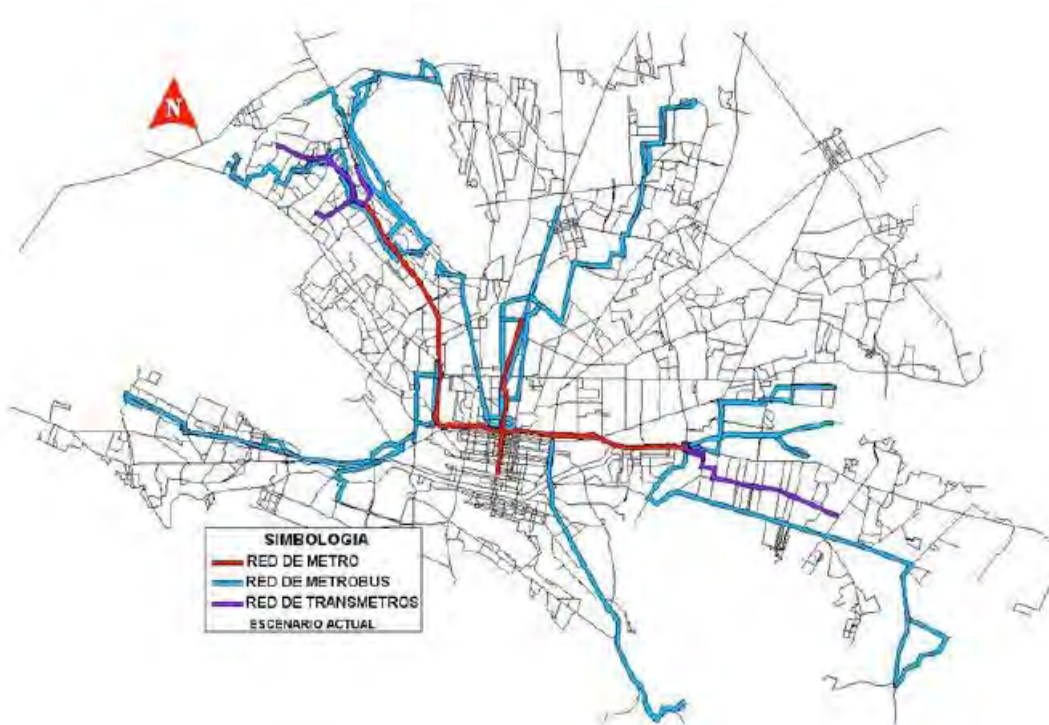 N
SIMBOLOGIA
RED DE METRO
RED DE METROBUS
RED DE TRANSMETROS
ESCENARIO ACTUAL